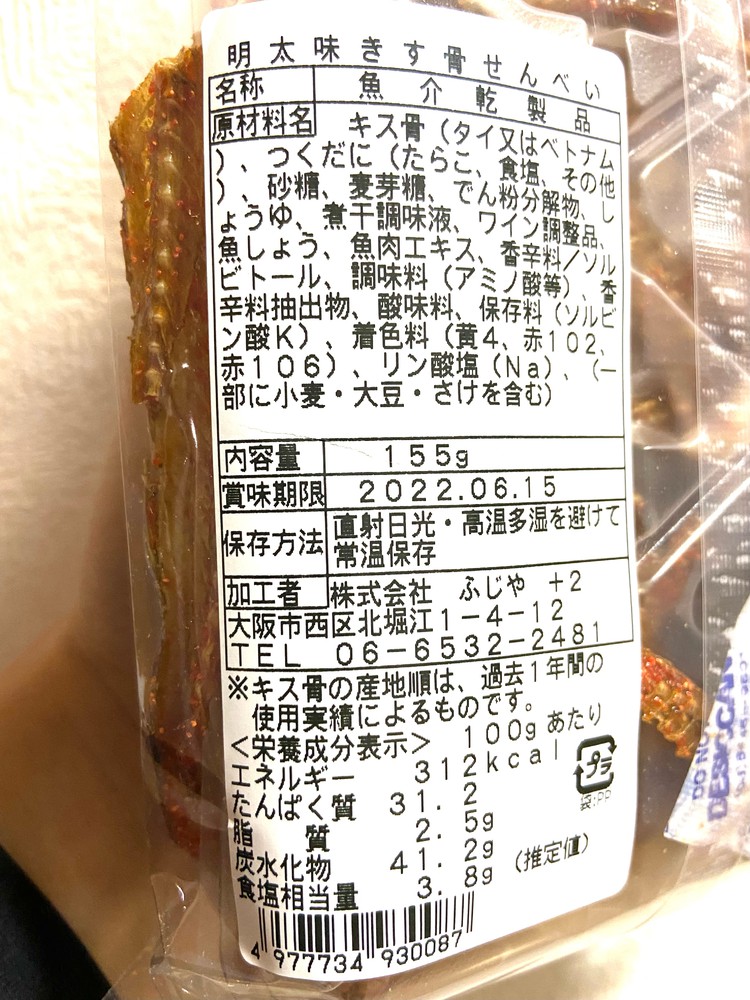 明太味きす骨せんべい
名称 魚介乾製品
原材料名 キス骨（タイ又はベトナム
）、つくだに（たらこ、食塩、その他
）、砂糖、麦芽糖、でん粉分解物、し
ょうゆ、煮干調味液、ワイン調整品、
魚しょう、魚肉エキス、香辛料／ソル
ビトール、調味料（アミノ酸等）、香
辛料抽出物、酸味料、保存料（ソルビ
ン酸K）、着色料（黄4、赤102、
赤106）、リン酸塩（Na）、（一
部に小麦・大豆・さけを含む）
内容量 155g
賞味期限 2022.06.15
保存方法 直射日光・高温多湿を避けて
常温保存
加工者 株式会社 ふじや +2
大阪市西区北堀江1-4-12
TEL 06-6532-2481
※キス骨の産地順は、過去1年間の
使用実績によるものです。
＜栄養成分表示＞ 100gあたり
エネルギー 312kcal
たんぱく質 31.2
脂質 2.5g
炭水化物 41.2g
食塩相当量 3.8g （推定値）
プラ
袋:PP
4 977734 930087
DO NO
DESICCAN